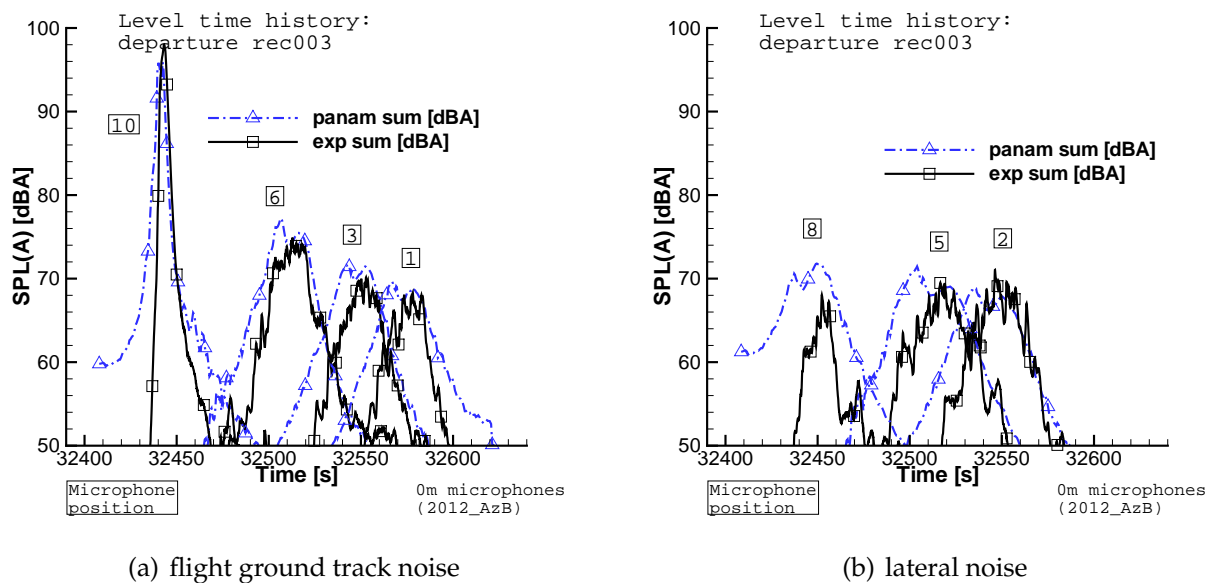 Level time history:
departure rec003
100
90
80
70
60
50
SPL(A) [dBA]
panam sum [dBA]
exp sum [dBA]
10
6
3
1
32400
32450
32500
32550
32600
Time [s]
Microphone
position
0m microphones
(2012_AzB)
(a) flight ground track noise
Level time history:
departure rec003
100
90
80
70
60
50
SPL(A) [dBA]
panam sum [dBA]
exp sum [dBA]
8
5
2
32400
32450
32500
32550
32600
Time [s]
Microphone
position
0m microphones
(2012_AzB)
(b) lateral noise